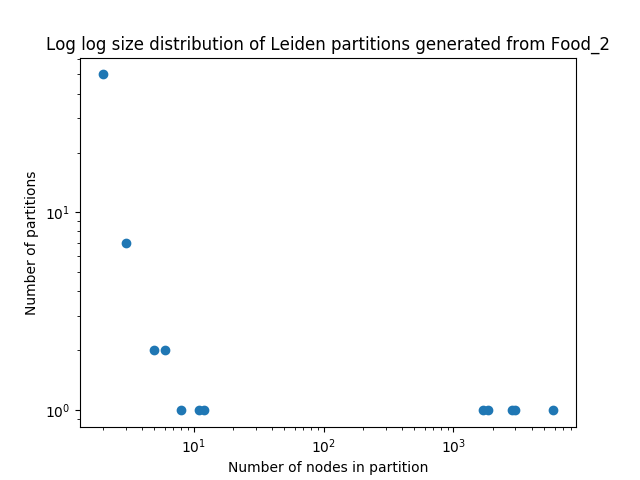 Log log size distribution of Leiden partitions generated from Food_2
Number of partitions
10¹
10⁰
10¹
10²
10³
Number of nodes in partition